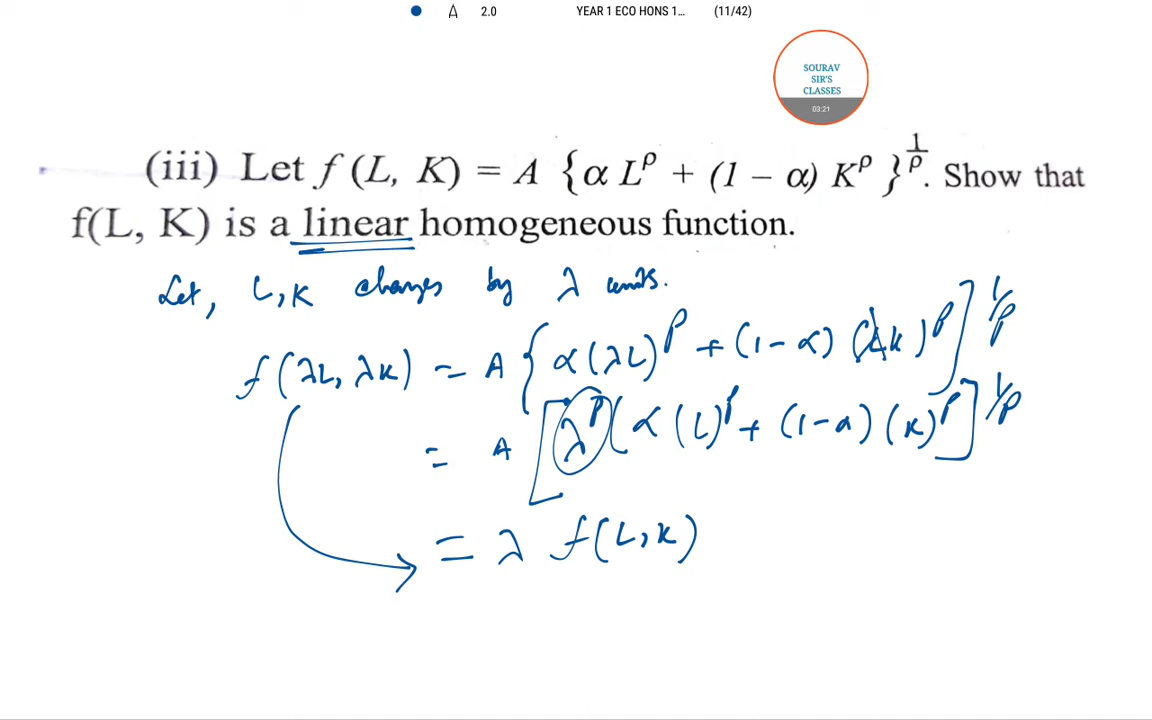 2.0 YEAR 1 ECO HONS 1... (11/42)
SOURAV
SIR'S
CLASSES
03:21
(iii) Let f (L, K) = A {α L^ρ + (1 – α) K^ρ }^(1/ρ). Show that
f(L, K) is a linear homogeneous function.
Let, L,K changes by λ units.
f(λL, λK) = A {α(λL)^ρ + (1-α) (λK)^ρ]^1/ρ
= A [λ^ρ(α (L)^ρ + (1-α) (K)^ρ]^1/ρ
= λ f(L,K)